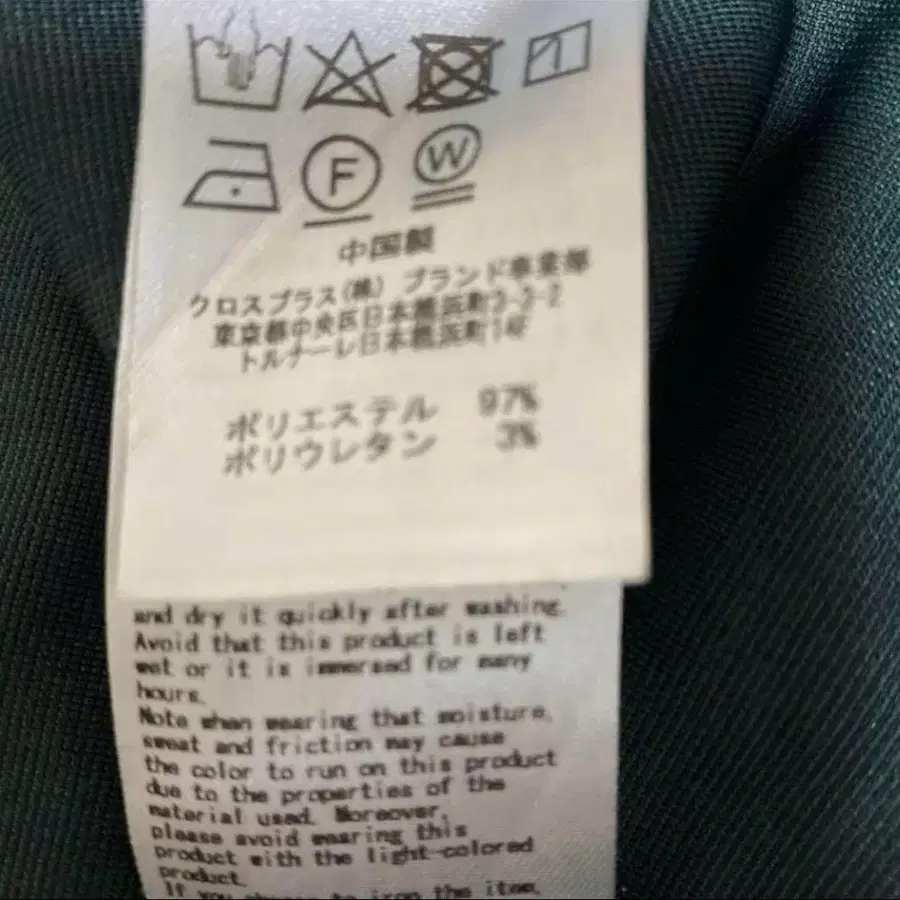 F
W
中国製
クロスプラス(株) ブランド事業部
東京都中央区日本橋浜町3-3-2
トルナーレ日本橋浜町14F
ポリエステル 97%
ポリウレタン 3%
and dry it quickly after washing.
Avoid that this product is left
wet or it is immersed for many
hours.
Note when wearing that moisture,
sweat and friction may cause
the color to run on this product
due to the properties of the
material used. Moreover,
please avoid wearing this
product with the light-colored
product.
If you to iron the item,